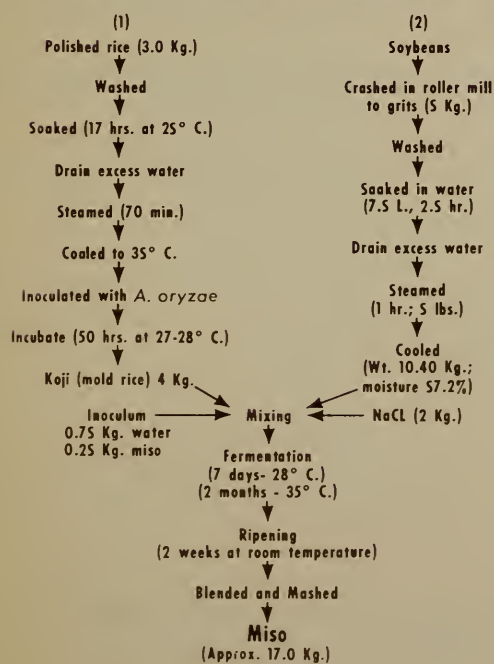 (1)
Polished rice (3.0 Kg.)
Washed
Soaked (17 hrs. at 25° C.)
Drain excess water
Steamed (70 min.)
Cooled to 35° C.
Inoculated with A. oryzae
Incubate (50 hrs. at 27-28° C.)
Koji (mold rice) 4 Kg.
(2)
Soybeans
Crashed in roller mill
to grits (5 Kg.)
Washed
Soaked in water
(7.5 L., 2.5 hr.)
Drain excess water
Steamed
(1 hr.; 5 lbs.)
Cooled
(Wt. 10.40 Kg.;
moisture 57.2%)
Inoculum
0.75 Kg. water
0.25 Kg. miso
Mixing
NaCL (2 Kg.)
Fermentation
(7 days- 28° C.)
(2 months - 35° C.)
Ripening
(2 weeks at room temperature)
Blended and Mashed
Miso
(Approx. 17.0 Kg.)